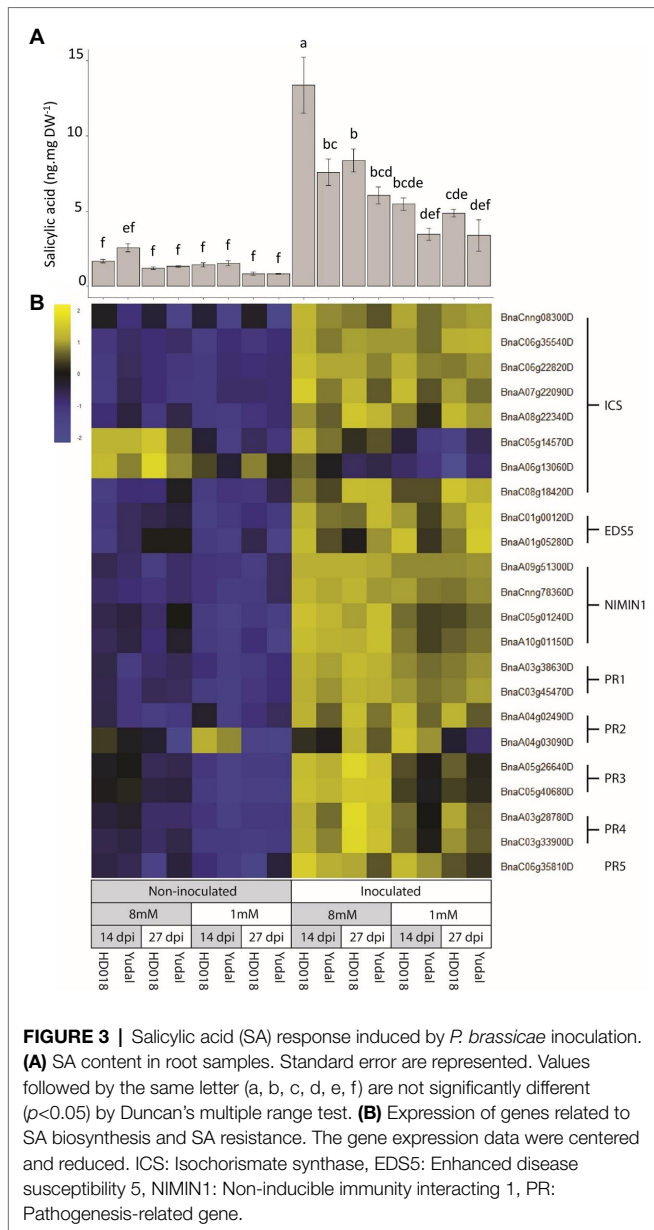 A
Salicylic acid (ng.mg DW-1)
15
10
5
0
f
ef
f
f
f
f
f
f
a
bc
b
bcd
bcde
def
cde
def
B
2
1
0
-1
-2
BnaCnng08300D
BnaC06g35540D
BnaC06g22820D
BnaA07g22090D
BnaA08g22340D
BnaC05g14570D
BnaA06g13060D
BnaC08g18420D
BnaC01g00120D
BnaA01g05280D
BnaA09g51300D
BnaCnng78360D
BnaC05g01240D
BnaA10g01150D
BnaA03g38630D
BnaC03g45470D
BnaA04g02490D
BnaA04g03090D
BnaA05g26640D
BnaC05g40680D
BnaA03g28780D
BnaC03g33900D
BnaC06g35810D
ICS
EDS5
NIMIN1
PR1
PR2
PR3
PR4
PR5
Non-inoculated Inoculated
8mM 1mM 8mM 1mM
14 dpi 27 dpi 14 dpi 27 dpi 14 dpi 27 dpi 14 dpi 27 dpi
HD018 Yudal HD018 Yudal HD018 Yudal HD018 Yudal HD018 Yudal HD018 Yudal HD018 Yudal HD018 Yudal
FIGURE 3 | Salicylic acid (SA) response induced by P. brassicae inoculation.
(A) SA content in root samples. Standard error are represented. Values
followed by the same letter (a, b, c, d, e, f) are not significantly different
(p<0.05) by Duncan's multiple range test. (B) Expression of genes related to
SA biosynthesis and SA resistance. The gene expression data were centered
and reduced. ICS: Isochorismate synthase, EDS5: Enhanced disease
susceptibility 5, NIMIN1: Non-inducible immunity interacting 1, PR:
Pathogenesis-related gene.